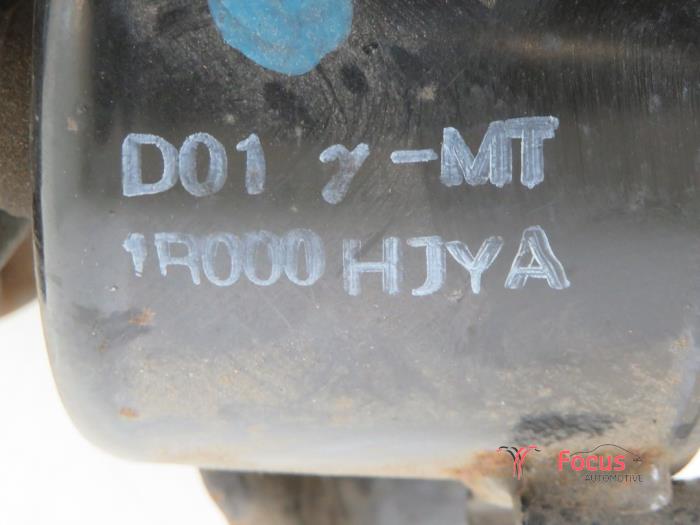 D01 γ-MT
1R000 HJYA
Focus
AUTOMOTIVE